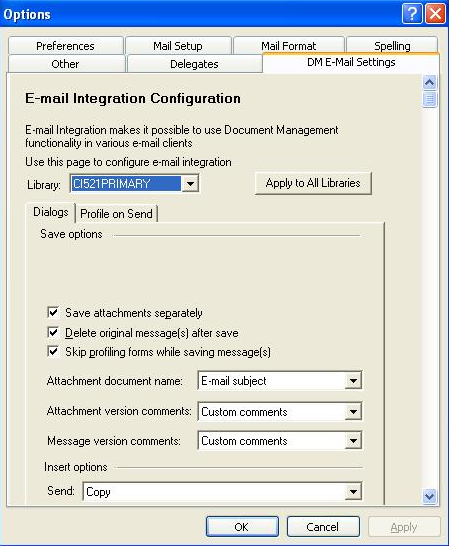 Options
Preferences Mail Setup Mail Format Spelling
Other Delegates DM E-Mail Settings
E-mail Integration Configuration
E-mail Integration makes it possible to use Document Management
functionality in various e-mail clients
Use this page to configure e-mail integration
Library: CI521PRIMARY Apply to All Libraries
Dialogs Profile on Send
Save options
Save attachments separately
Delete original message(s) after save
Skip profiling forms while saving message(s)
Attachment document name: E-mail subject
Attachment version comments: Custom comments
Message version comments: Custom comments
Insert options
Send: Copy
OK Cancel Apply